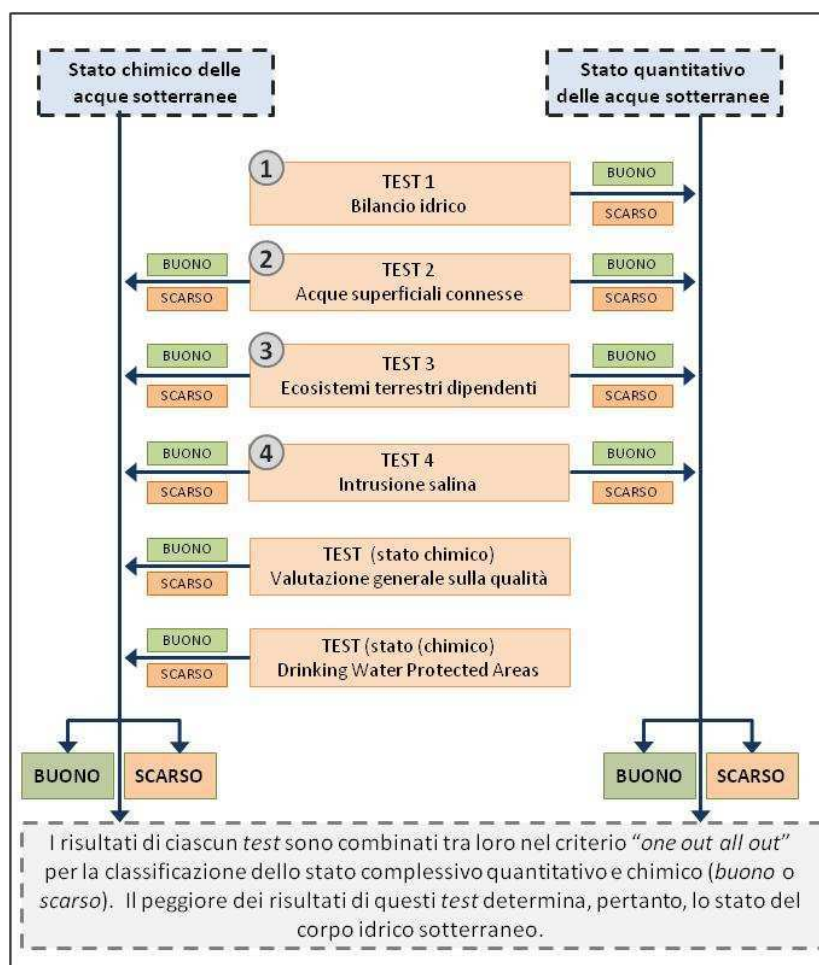 Stato chimico delle
acque sotterranee
Stato quantitativo
delle acque sotterranee
1
TEST 1
Bilancio idrico
BUONO
SCARSO
BUONO
SCARSO
2
TEST 2
Acque superficiali connesse
BUONO
SCARSO
BUONO
SCARSO
3
TEST 3
Ecosistemi terrestri dipendenti
BUONO
SCARSO
BUONO
SCARSO
4
TEST 4
Intrusione salina
BUONO
SCARSO
BUONO
SCARSO
TEST (stato chimico)
Valutazione generale sulla qualità
BUONO
SCARSO
TEST (stato (chimico)
Drinking Water Protected Areas
BUONO
SCARSO
BUONO
SCARSO
I risultati di ciascun test sono combinati tra loro nel criterio "one out all out"
per la classificazione dello stato complessivo quantitativo e chimico (buono o
scarso). Il peggiore dei risultati di questi test determina, pertanto, lo stato del
corpo idrico sotterraneo.